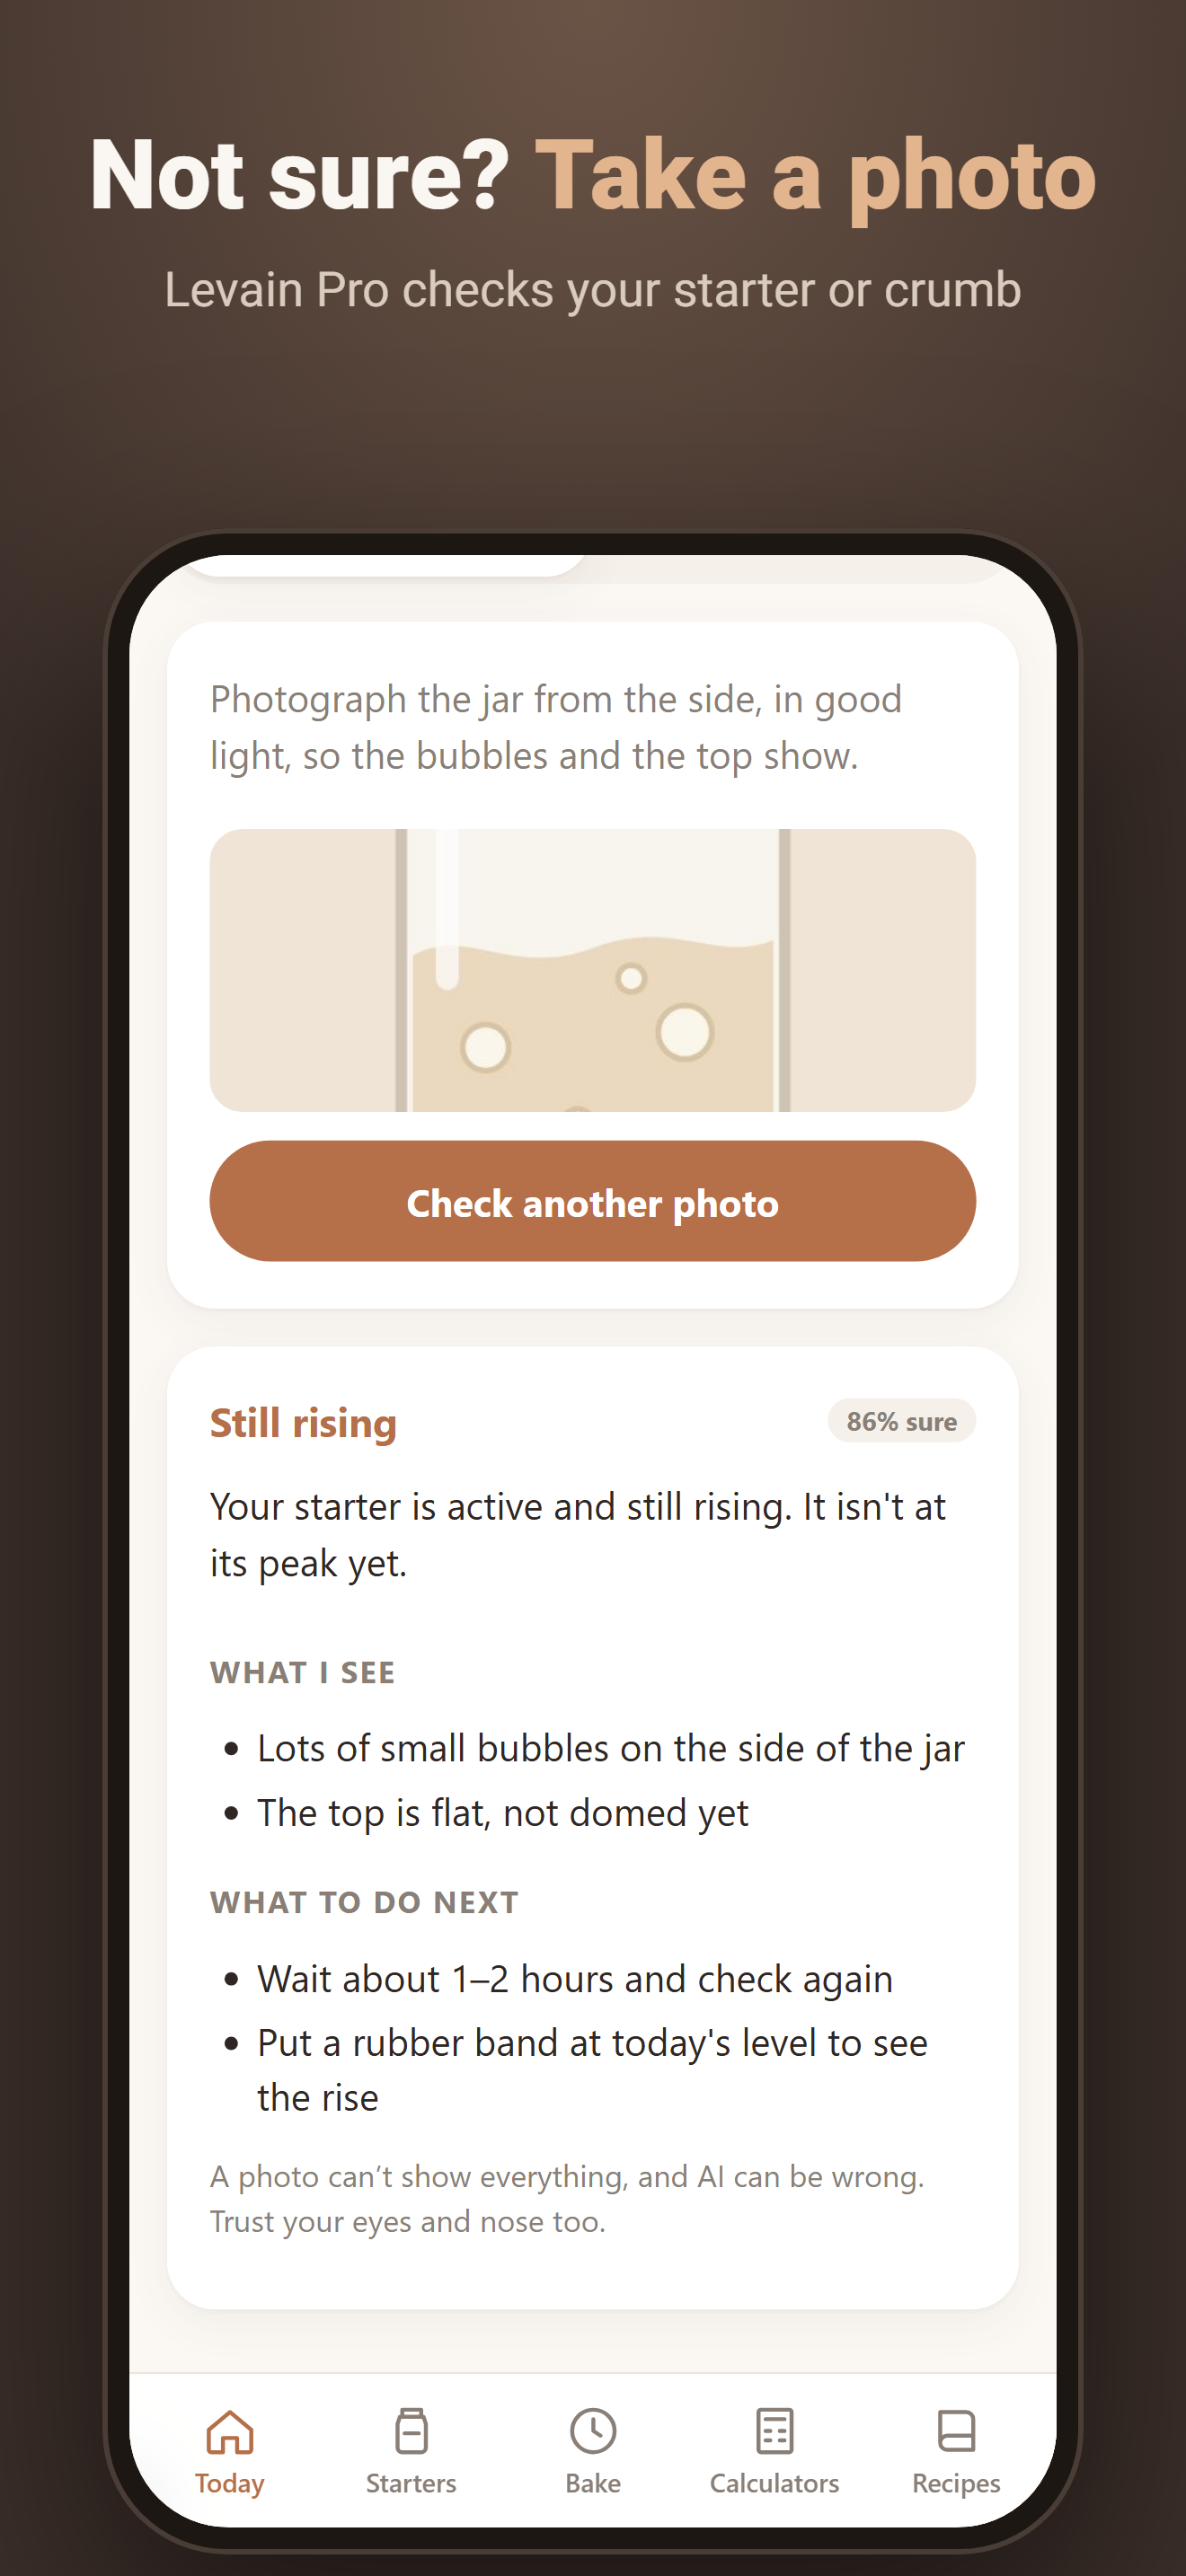 Not sure? Take a photo
Levain Pro checks your starter or crumb
Photograph the jar from the side, in good
light, so the bubbles and the top show.
Check another photo
Still rising
86% sure
Your starter is active and still rising. It isn't at
its peak yet.
WHAT I SEE
• Lots of small bubbles on the side of the jar
• The top is flat, not domed yet
WHAT TO DO NEXT
• Wait about 1–2 hours and check again
• Put a rubber band at today's level to see
the rise
A photo can’t show everything, and AI can be wrong.
Trust your eyes and nose too.
Today
Starters
Bake
Calculators
Recipes